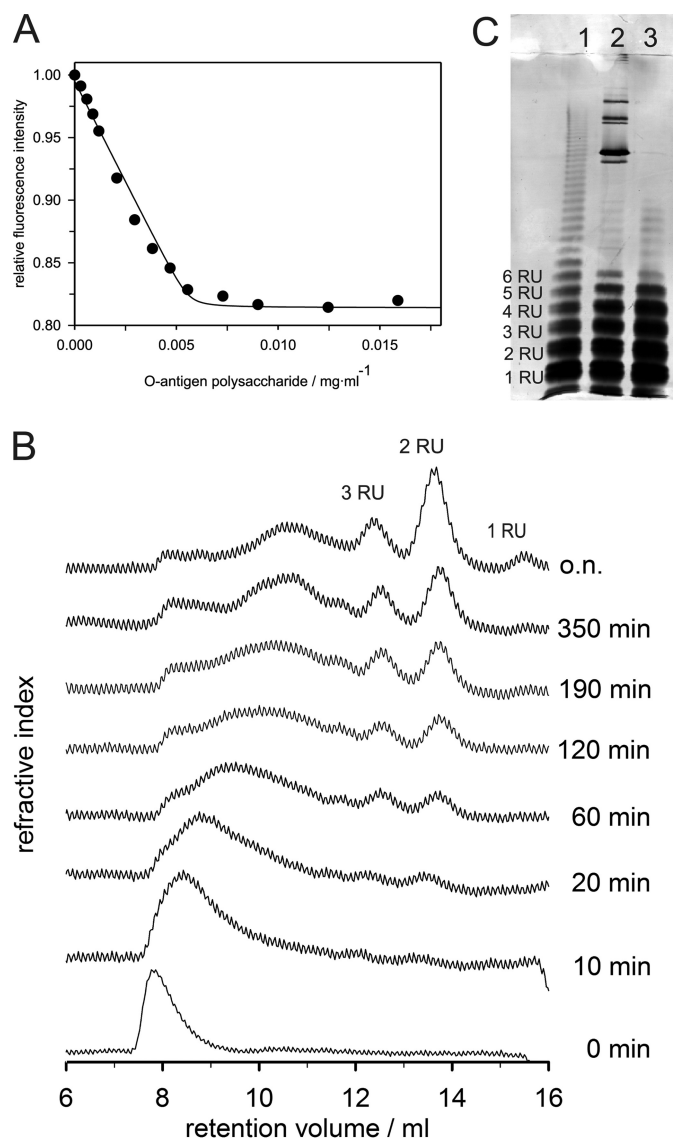 A
1.00
0.95
0.90
0.85
0.80
relative fluorescence intensity
0.000
0.005
0.010
0.015
O-antigen polysaccharide / mg·ml-1
C
1 2 3
6 RU
5 RU
4 RU
3 RU
2 RU
1 RU
B
2 RU
3 RU
1 RU
o.n.
350 min
190 min
120 min
60 min
20 min
10 min
0 min
refractive index
6 8 10 12 14 16
retention volume / ml